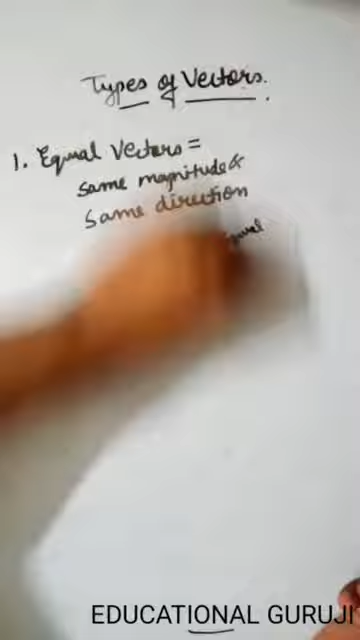 Types of Vectors.
1. Equal Vectors =
same magnitude &
same direction
EDUCATIONAL GURUJI